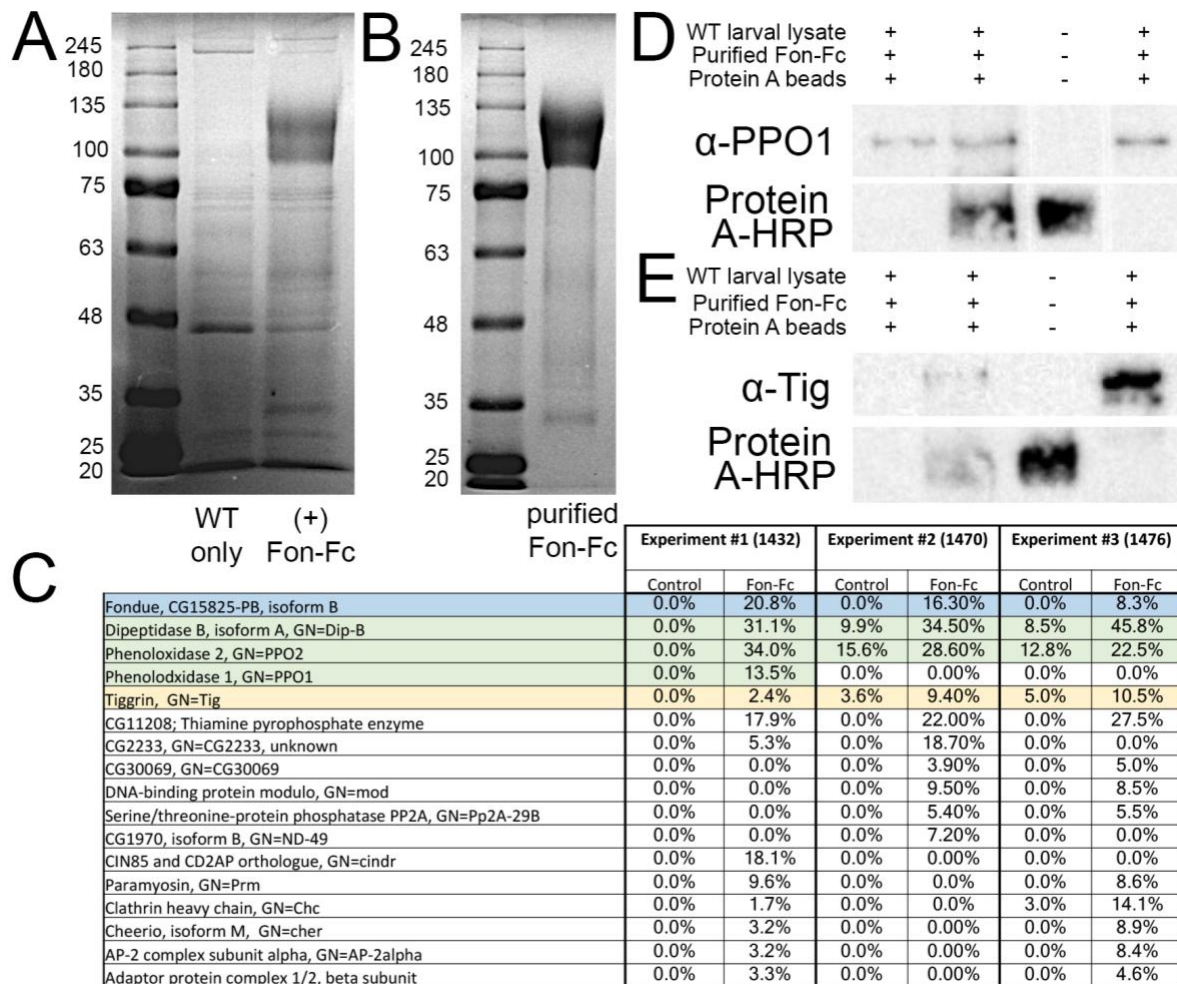 A
245
180
135
100
75
63
48
35
25
20
WT only
(+) Fon-Fc
B
245
180
135
100
75
63
48
35
25
20
purified Fon-Fc
D
WT larval lysate + + - +
Purified Fon-Fc + + - +
Protein A beads + + - +
α-PPO1
Protein A-HRP
E
WT larval lysate + + - +
Purified Fon-Fc + + - +
Protein A beads + + - +
α-Tig
Protein A-HRP
C
Experiment #1 (1432) Experiment #2 (1470) Experiment #3 (1476)
Control Fon-Fc Control Fon-Fc Control Fon-Fc
Fondue, CG15825-PB, isoform B 0.0% 20.8% 0.0% 16.30% 0.0% 8.3%
Dipeptidase B, isoform A, GN=Dip-B 0.0% 31.1% 9.9% 34.50% 8.5% 45.8%
Phenoloxidase 2, GN=PPO2 0.0% 34.0% 15.6% 28.60% 12.8% 22.5%
Phenolodxidase 1, GN=PPO1 0.0% 13.5% 0.0% 0.00% 0.0% 0.0%
Tiggrin, GN=Tig 0.0% 2.4% 3.6% 9.40% 5.0% 10.5%
CG11208; Thiamine pyrophosphate enzyme 0.0% 17.9% 0.0% 22.00% 0.0% 27.5%
CG2233, GN=CG2233, unknown 0.0% 5.3% 0.0% 18.70% 0.0% 0.0%
CG30069, GN=CG30069 0.0% 0.0% 0.0% 3.90% 0.0% 5.0%
DNA-binding protein modulo, GN=mod 0.0% 0.0% 0.0% 9.50% 0.0% 8.5%
Serine/threonine-protein phosphatase PP2A, GN=Pp2A-29B 0.0% 0.0% 0.0% 5.40% 0.0% 5.5%
CG1970, isoform B, GN=ND-49 0.0% 0.0% 0.0% 7.20% 0.0% 0.0%
CIN85 and CD2AP orthologue, GN=cindr 0.0% 18.1% 0.0% 0.00% 0.0% 0.0%
Paramyosin, GN=Prm 0.0% 9.6% 0.0% 0.0% 0.0% 8.6%
Clathrin heavy chain, GN=Chc 0.0% 1.7% 0.0% 0.0% 3.0% 14.1%
Cheerio, isoform M, GN=cher 0.0% 3.2% 0.0% 0.00% 0.0% 8.9%
AP-2 complex subunit alpha, GN=AP-2alpha 0.0% 3.2% 0.0% 0.00% 0.0% 8.4%
Adaptor protein complex 1/2, beta subunit 0.0% 3.3% 0.0% 0.00% 0.0% 4.6%